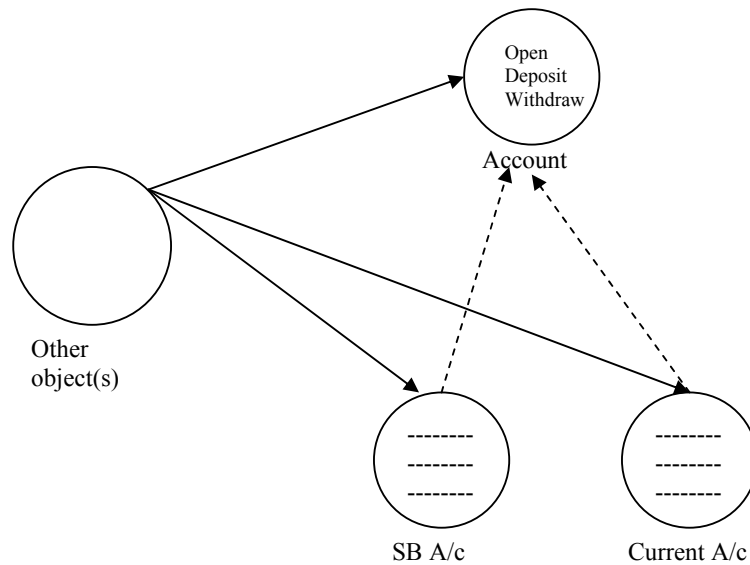 Open
Deposit
Withdraw
Account
Other
object(s)
SB A/c
Current A/c